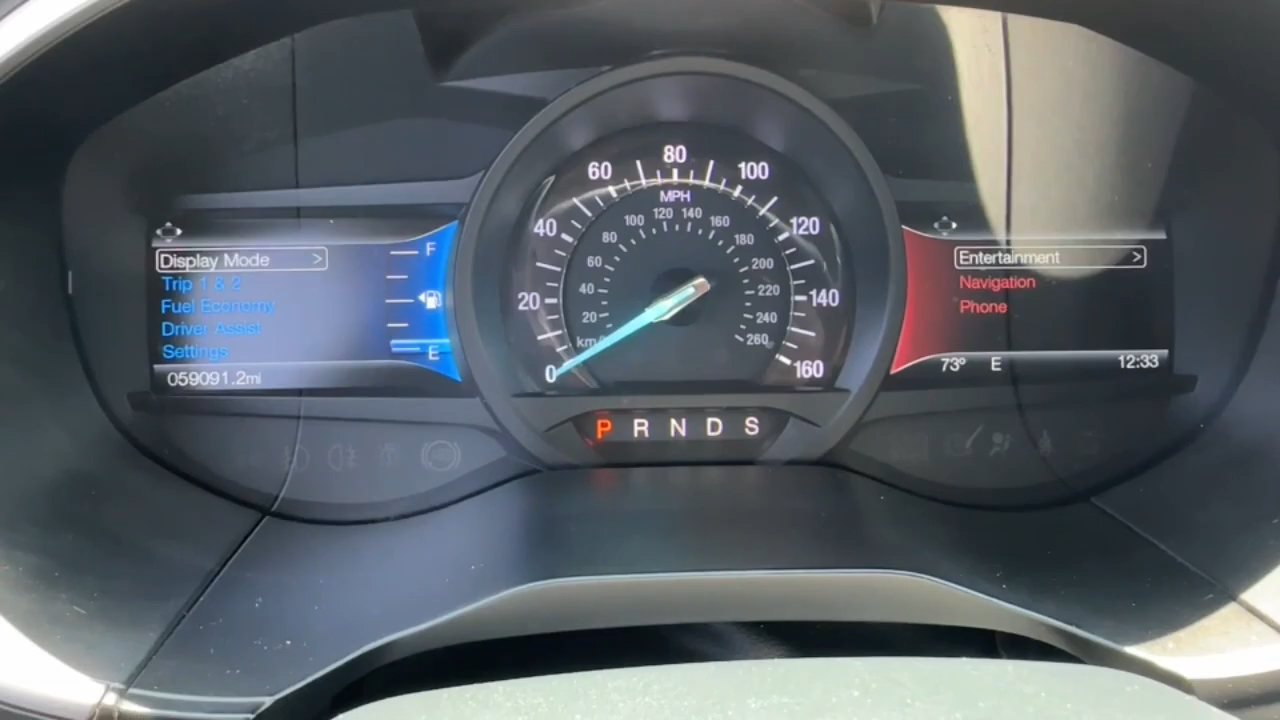 Display Mode >
Trip 1 & 2
Fuel Economy
Driver Assist
Settings
059091.2mi
F
E
0
20
40
60
80
100
120
140
160
MPH
km/h
20
40
60
80
100
120
140
160
180
200
220
240
260
P R N D S
Entertainment >
Navigation
Phone
73° E 12:33